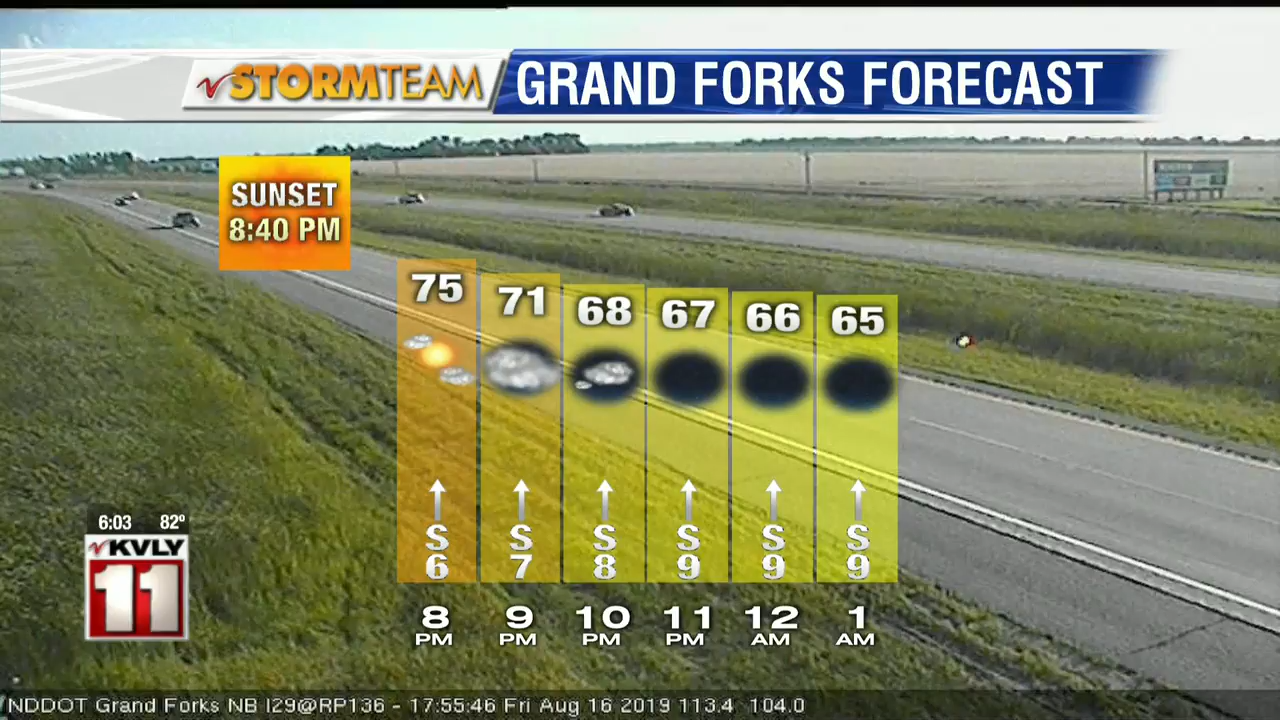 STORMTEAM GRAND FORKS FORECAST
SUNSET
8:40 PM
75 71 68 67 66 65
S S S S S S
6 7 8 9 9 9
8 9 10 11 12 1
PM PM PM PM AM AM
6:03 82°
KVLY
11
NDDOT Grand Forks NB I29@RP136 - 17:55:46 Fri Aug 16 2019 113.4 104.0